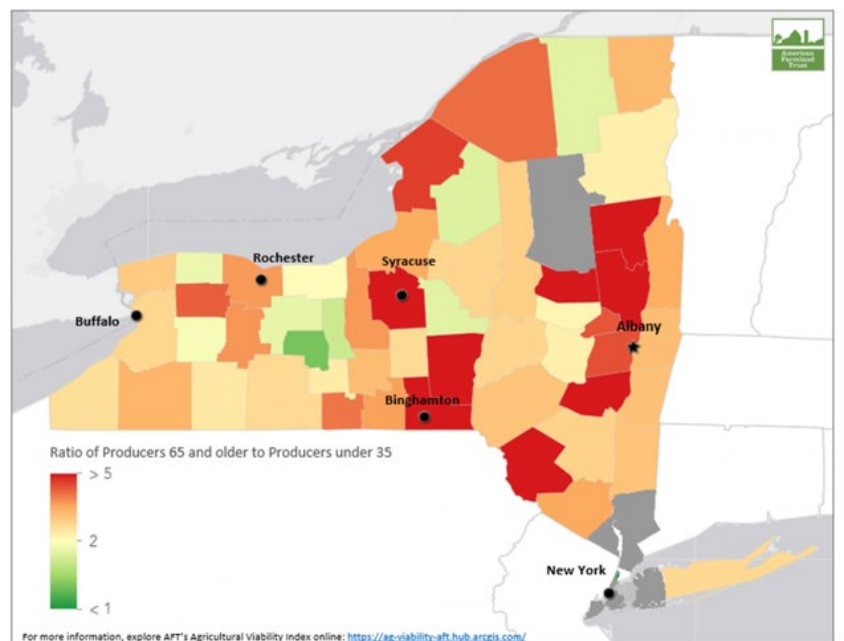 American
Farmland
Trust
Rochester
Syracuse
Buffalo
Albany
Binghamton
Ratio of Producers 65 and older to Producers under 35
> 5
2
< 1
New York
For more information, explore AFT's Agricultural Viability Index online: https://ag-viability-aft.hub.arcgis.com/